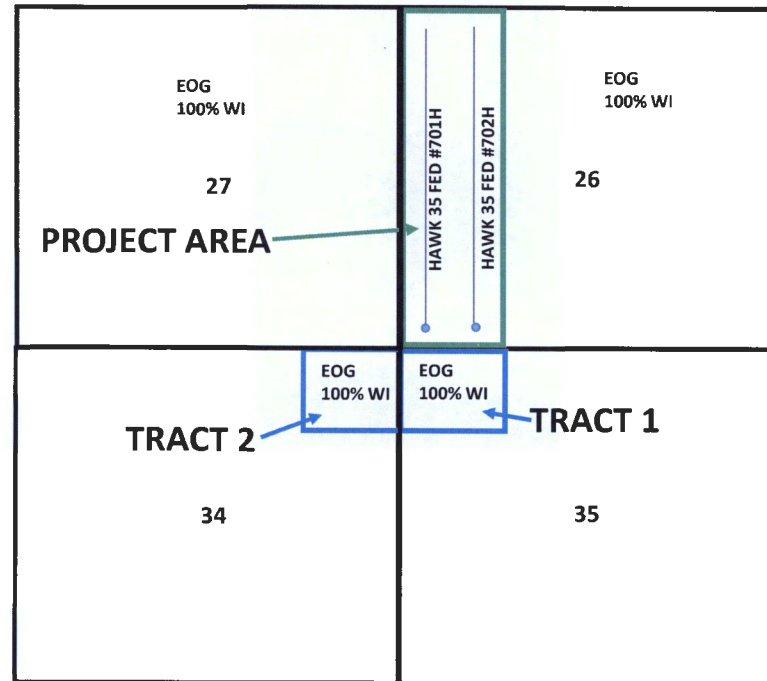 EOG
100% WI
27
PROJECT AREA
HAWK 35 FED #701H
HAWK 35 FED #702H
EOG
100% WI
26
EOG
100% WI
TRACT 2
EOG
100% WI
TRACT 1
34
35